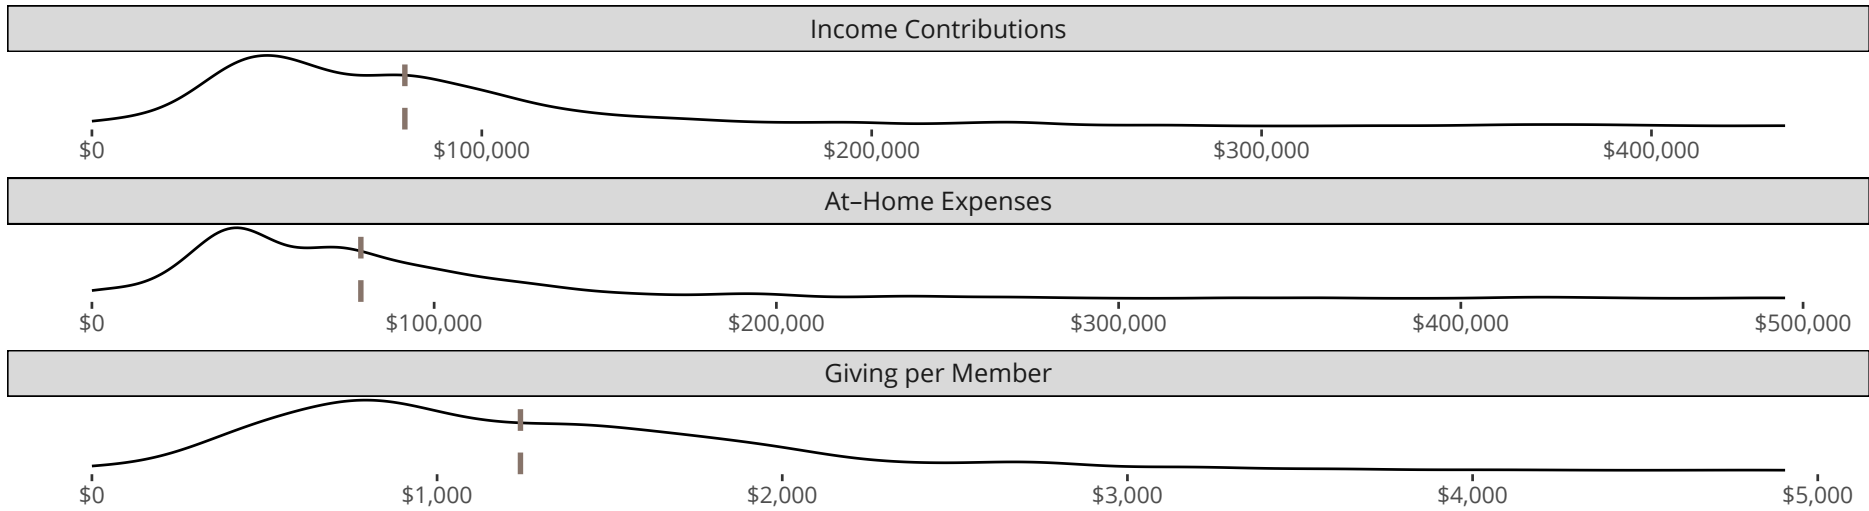 Income Contributions
$0 $100,000 $200,000 $300,000 $400,000
At–Home Expenses
$0 $100,000 $200,000 $300,000 $400,000 $500,000
Giving per Member
$0 $1,000 $2,000 $3,000 $4,000 $5,000